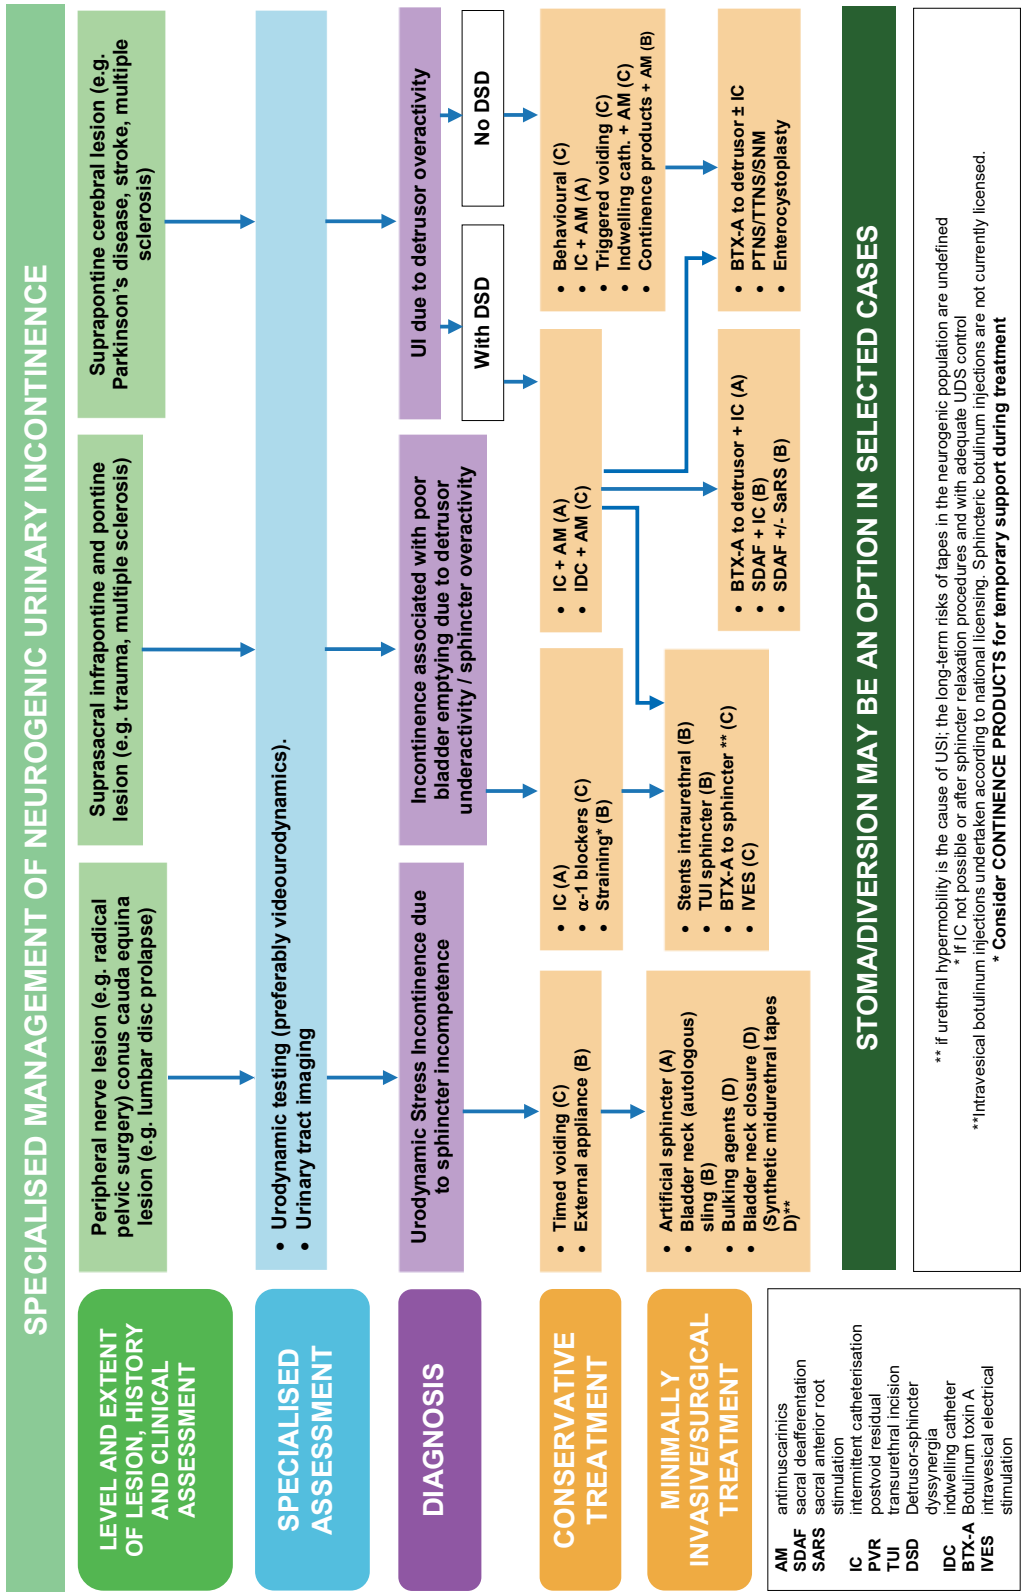 SPECIALISED MANAGEMENT OF NEUROGENIC URINARY INCONTINENCE
LEVEL AND EXTENT
OF LESION, HISTORY
AND CLINICAL
ASSESSMENT
Peripheral nerve lesion (e.g. radical
pelvic surgery) conus cauda equina
lesion (e.g. lumbar disc prolapse)
Suprasacral infrapontine and pontine
lesion (e.g. trauma, multiple sclerosis)
Suprapontine cerebral lesion (e.g.
Parkinson's disease, stroke, multiple
sclerosis)
SPECIALISED
ASSESSMENT
• Urodynamic testing (preferably videourodynamics).
• Urinary tract imaging
DIAGNOSIS
Urodynamic Stress Incontinence due
to sphincter incompetence
Incontinence associated with poor
bladder emptying due to detrusor
underactivity / sphincter overactivity
UI due to detrusor overactivity
With DSD
No DSD
CONSERVATIVE
TREATMENT
• Timed voiding (C)
• External appliance (B)
• IC (A)
• α-1 blockers (C)
• Straining* (B)
• IC + AM (A)
• IDC + AM (C)
• Behavioural (C)
• IC + AM (A)
• Triggered voiding (C)
• Indwelling cath. + AM (C)
• Continence products + AM (B)
MINIMALLY
INVASIVE/SURGICAL
TREATMENT
• Artificial sphincter (A)
• Bladder neck (autologous)
sling (B)
• Bulking agents (D)
• Bladder neck closure (D)
(Synthetic midurethral tapes
D)**
• Stents intraurethral (B)
• TUI sphincter (B)
• BTX-A to sphincter ** (C)
• IVES (C)
• BTX-A to detrusor + IC (A)
• SDAF + IC (B)
• SDAF +/- SaRS (B)
• BTX-A to detrusor ± IC
• PTNS/TTNS/SNM
• Enterocystoplasty
STOMA/DIVERSION MAY BE AN OPTION IN SELECTED CASES
AM antimuscarinics
SDAF sacral deafferentation
SARS sacral anterior root
stimulation
IC intermittent catheterisation
PVR postvoid residual
TUI transurethral incision
DSD Detrusor-sphincter
dyssynergia
IDC indwelling catheter
BTX-A Botulinum toxin A
IVES intravesical electrical
stimulation
** if urethral hypermobility is the cause of USI; the long-term risks of tapes in the neurogenic population are undefined
* If IC not possible or after sphincter relaxation procedures and with adequate UDS control
**Intravesical botulinum injections undertaken according to national licensing. Sphincteric botulinum injections are not currently licensed.
* Consider CONTINENCE PRODUCTS for temporary support during treatment